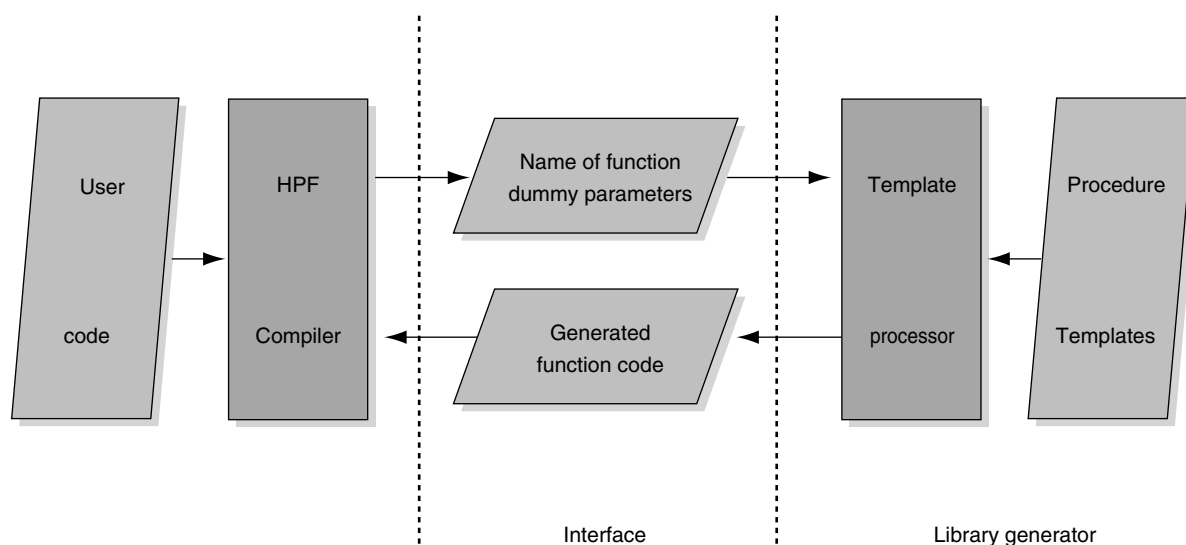 User
code
HPF
Compiler
Name of function
dummy parameters
Generated
function code
Template
processor
Procedure
Templates
Interface
Library generator